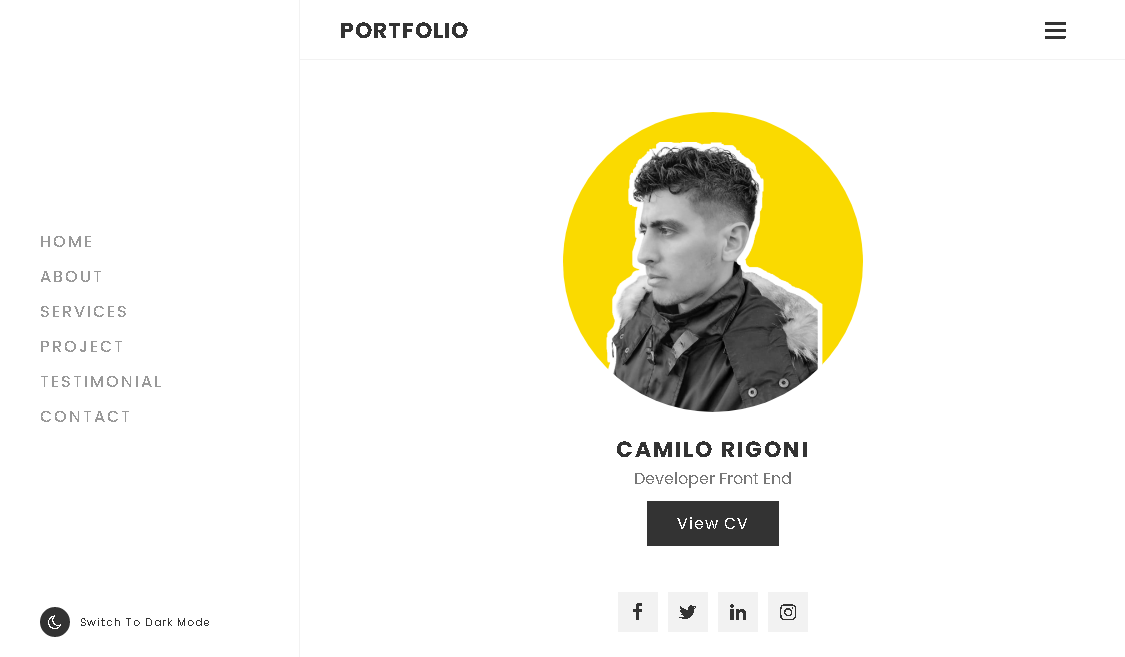 PORTFOLIO
HOME
ABOUT
SERVICES
PROJECT
TESTIMONIAL
CONTACT
CAMILO RIGONI
Developer Front End
View CV
Switch To Dark Mode